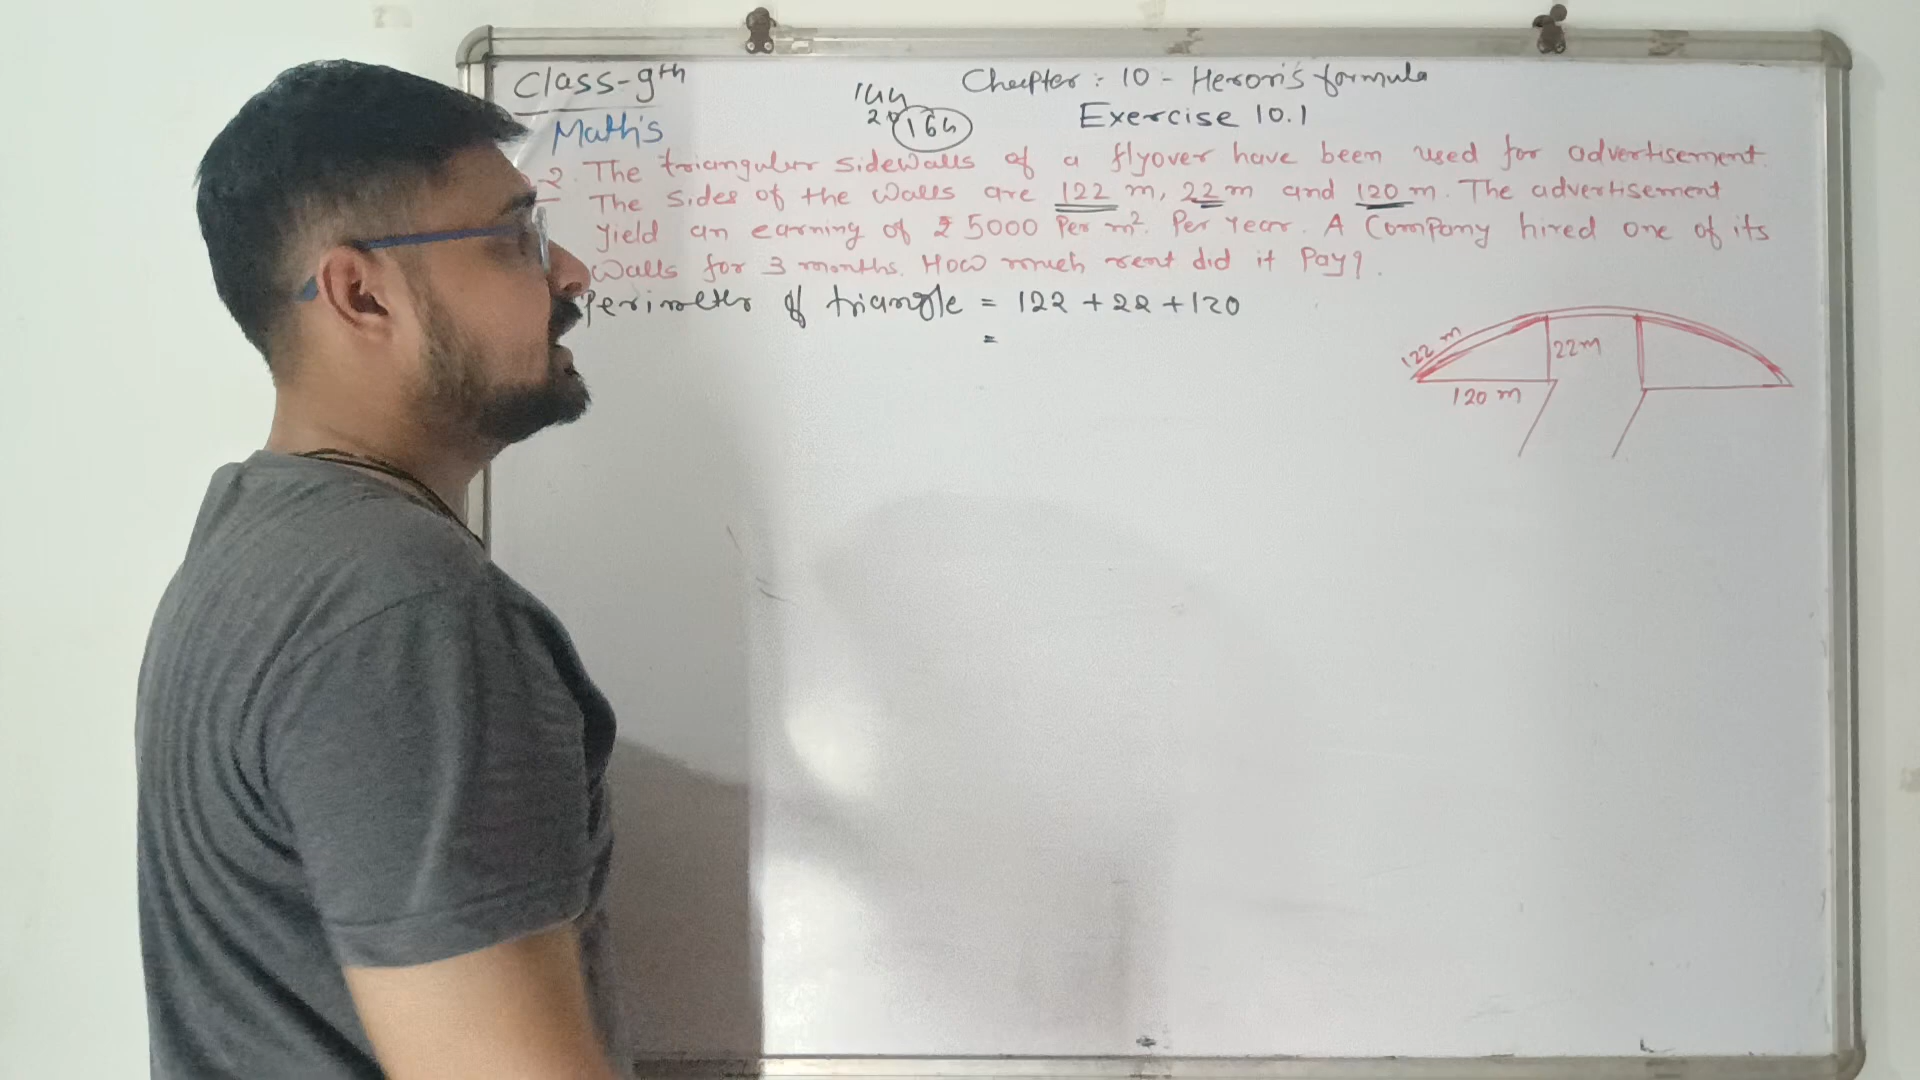 Class-9th
Chapter : 10 - Heron's formula
144
20
164
Exercise 10.1
Math's
2. The triangular sidewalls of a flyover have been used for advertisement.
The sides of the walls are 122 m, 22 m and 120 m. The advertisement
yield an earning of ₹ 5000 Per m². Per Year. A Company hired one of its
walls for 3 months. How much rent did it Pay?.
Perimeter of triangle = 122 + 22 + 120
=
122 m
22m
120 m